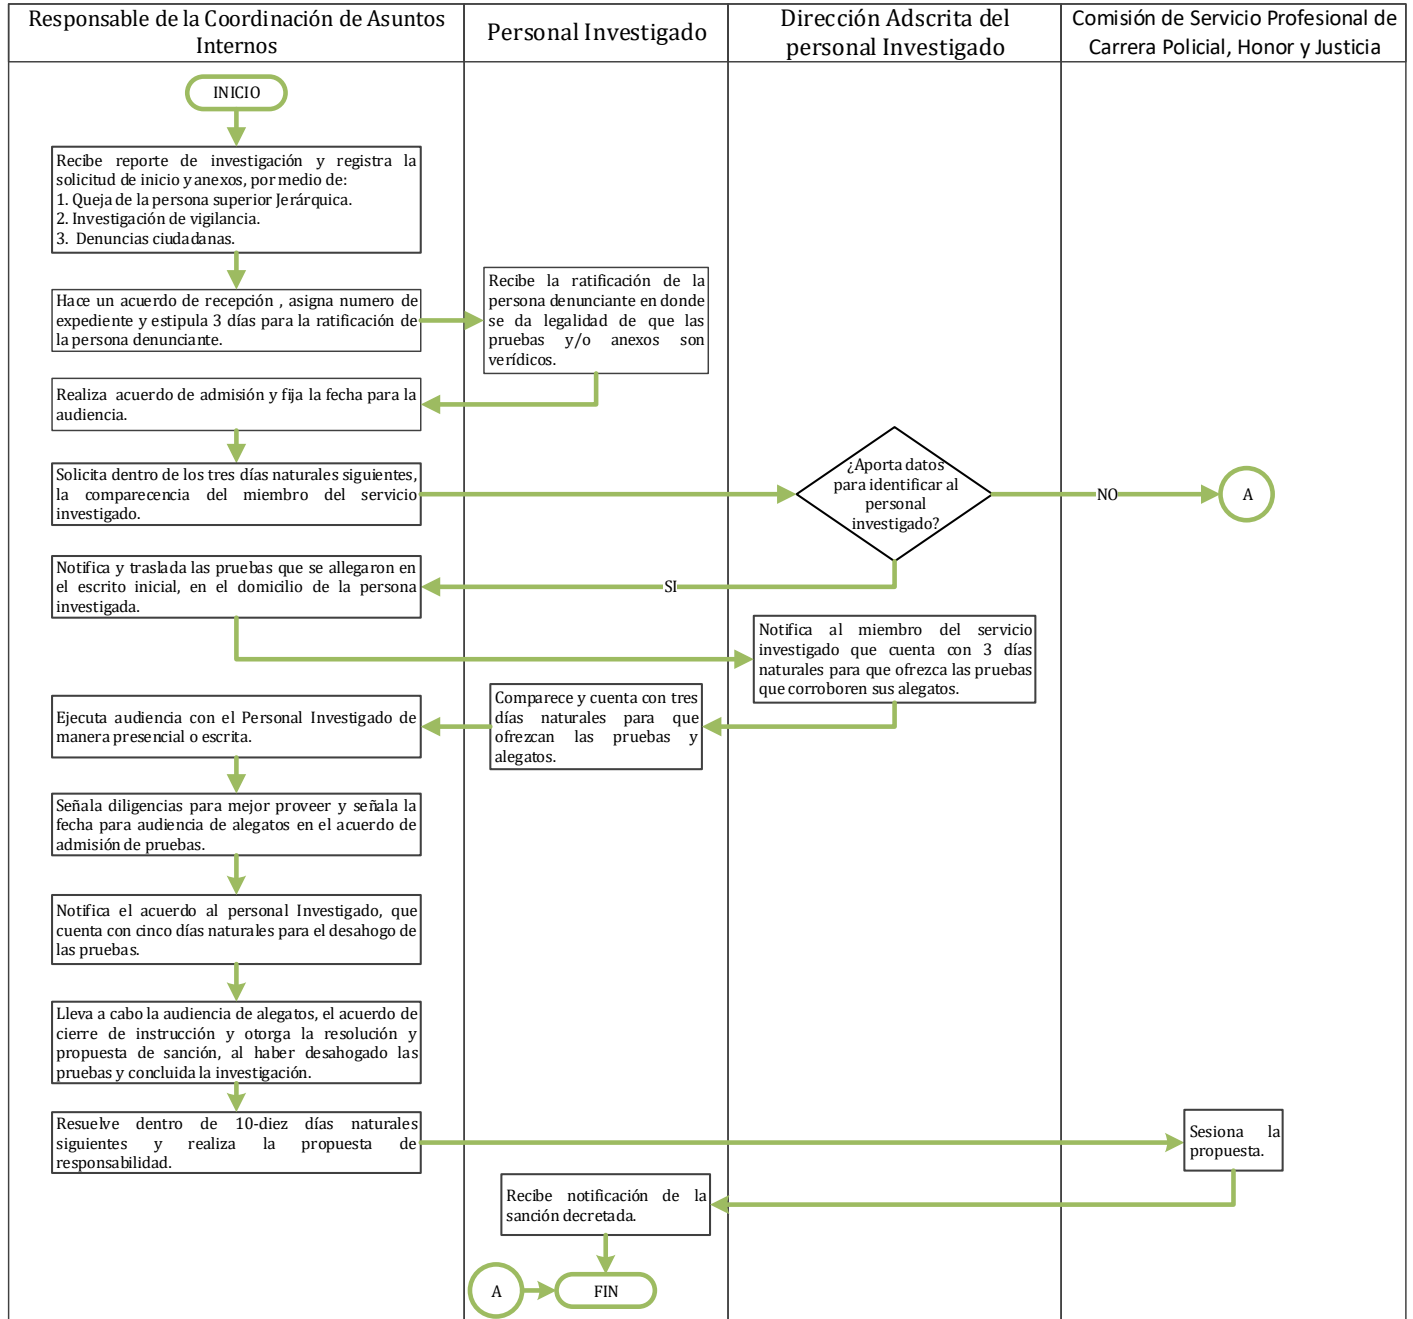 Responsable de la Coordinación de Asuntos
Internos
Personal Investigado
Dirección Adscrita del
personal Investigado
Comisión de Servicio Profesional de
Carrera Policial, Honor y Justicia
INICIO
Recibe reporte de investigación y registra la
solicitud de inicio y anexos, por medio de:
1. Queja de la persona superior Jerárquica.
2. Investigación de vigilancia.
3. Denuncias ciudadanas.
Hace un acuerdo de recepción , asigna numero de
expediente y estipula 3 días para la ratificación de
la persona denunciante.
Recibe la ratificación de la
persona denunciante en donde
se da legalidad de que las
pruebas y/o anexos son
verídicos.
Realiza acuerdo de admisión y fija la fecha para la
audiencia.
Solicita dentro de los tres días naturales siguientes,
la comparecencia del miembro del servicio
investigado.
¿Aporta datos
para identificar al
personal
investigado?
NO
A
Notifica y traslada las pruebas que se allegaron en
el escrito inicial, en el domicilio de la persona
investigada.
SI
Notifica al miembro del servicio
investigado que cuenta con 3 días
naturales para que ofrezca las pruebas
que corroboren sus alegatos.
Comparece y cuenta con tres
días naturales para que
ofrezcan las pruebas y
alegatos.
Ejecuta audiencia con el Personal Investigado de
manera presencial o escrita.
Señala diligencias para mejor proveer y señala la
fecha para audiencia de alegatos en el acuerdo de
admisión de pruebas.
Notifica el acuerdo al personal Investigado, que
cuenta con cinco días naturales para el desahogo de
las pruebas.
Lleva a cabo la audiencia de alegatos, el acuerdo de
cierre de instrucción y otorga la resolución y
propuesta de sanción, al haber desahogado las
pruebas y concluida la investigación.
Resuelve dentro de 10-diez días naturales
siguientes y realiza la propuesta de
responsabilidad.
Sesiona la
propuesta.
Recibe notificación de la
sanción decretada.
A
FIN